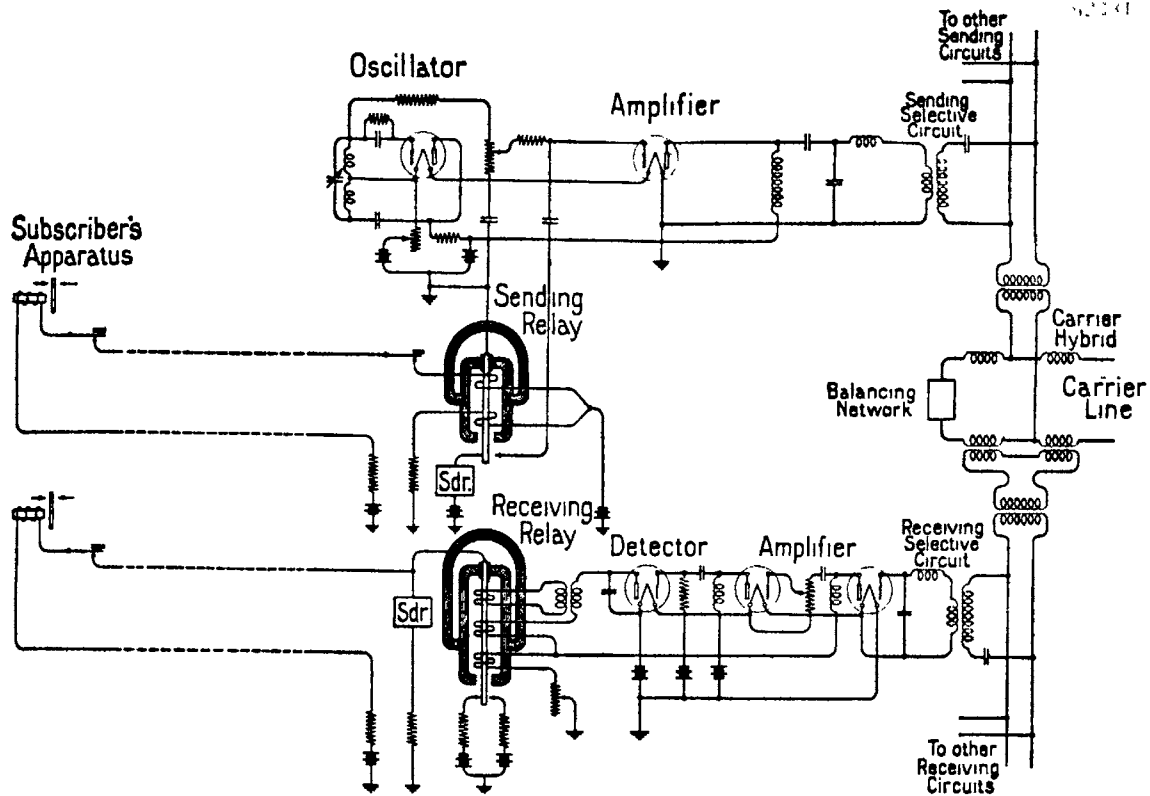 To other
Sending
Circuits
Oscillator
Amplifier
Sending
Selective
Circuit
Subscriber's
Apparatus
Sending
Relay
Carrier
Hybrid
Balancing
Network
Carrier
Line
Sdr.
Receiving
Relay
Detector
Amplifier
Receiving
Selective
Circuit
Sdr
To other
Receiving
Circuits